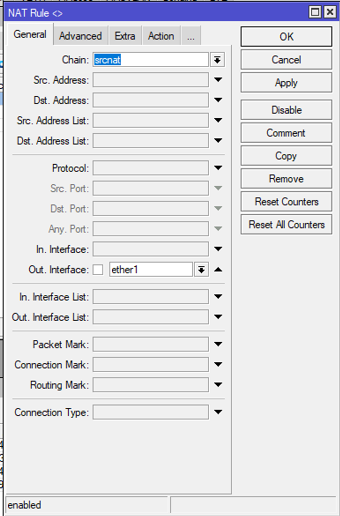 NAT Rule <>
General Advanced Extra Action ... OK
Chain: srcnat Cancel
Src. Address: Apply
Dst. Address:
Src. Address List: Disable
Dst. Address List: Comment
Copy
Protocol: Remove
Src. Port:
Dst. Port: Reset Counters
Any. Port: Reset All Counters
In. Interface:
Out. Interface: ether1
In. Interface List:
Out. Interface List:
Packet Mark:
Connection Mark:
Routing Mark:
Connection Type:
enabled